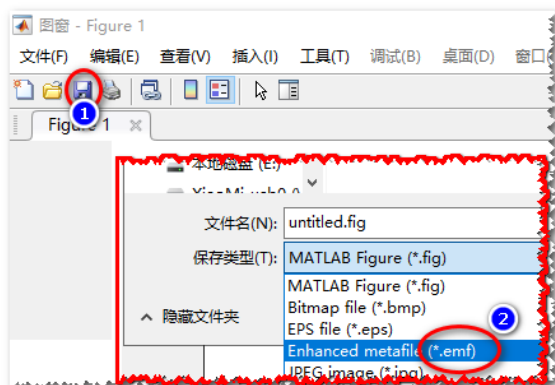 图窗 - Figure 1
文件(F) 编辑(E) 查看(V) 插入(I) 工具(T) 调试(B) 桌面(D) 窗口
1
Figure 1
本地磁盘 (E:)
文件名(N): untitled.fig
保存类型(T): MATLAB Figure (*.fig)
MATLAB Figure (*.fig)
Bitmap file (*.bmp)
2
隐藏文件夹
EPS file (*.eps)
Enhanced metafile (*.emf)
JPEG image (*.jpg)